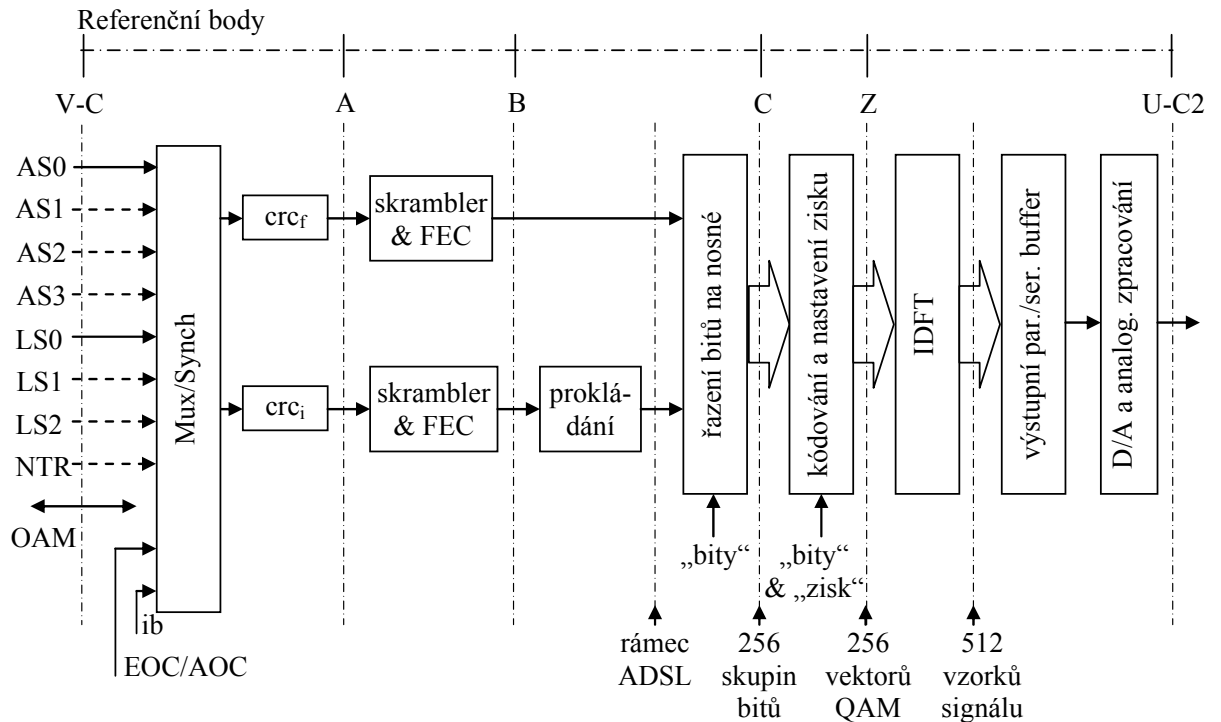 Referenční body
V-C
A
B
C
Z
U-C2
AS0
AS1
AS2
AS3
LS0
LS1
LS2
NTR
OAM
ib
EOC/AOC
Mux/Synch
crcf
crci
skrambler
& FEC
skrambler
& FEC
proklá-
dání
řazení bitů na nosné
kódování a nastavení zisku
IDFT
výstupní par./ser. buffer
D/A a analog. zpracování
„bity“
„bity“
& „zisk“
rámec
ADSL
256
skupin
bitů
256
vektorů
QAM
512
vzorků
signálu